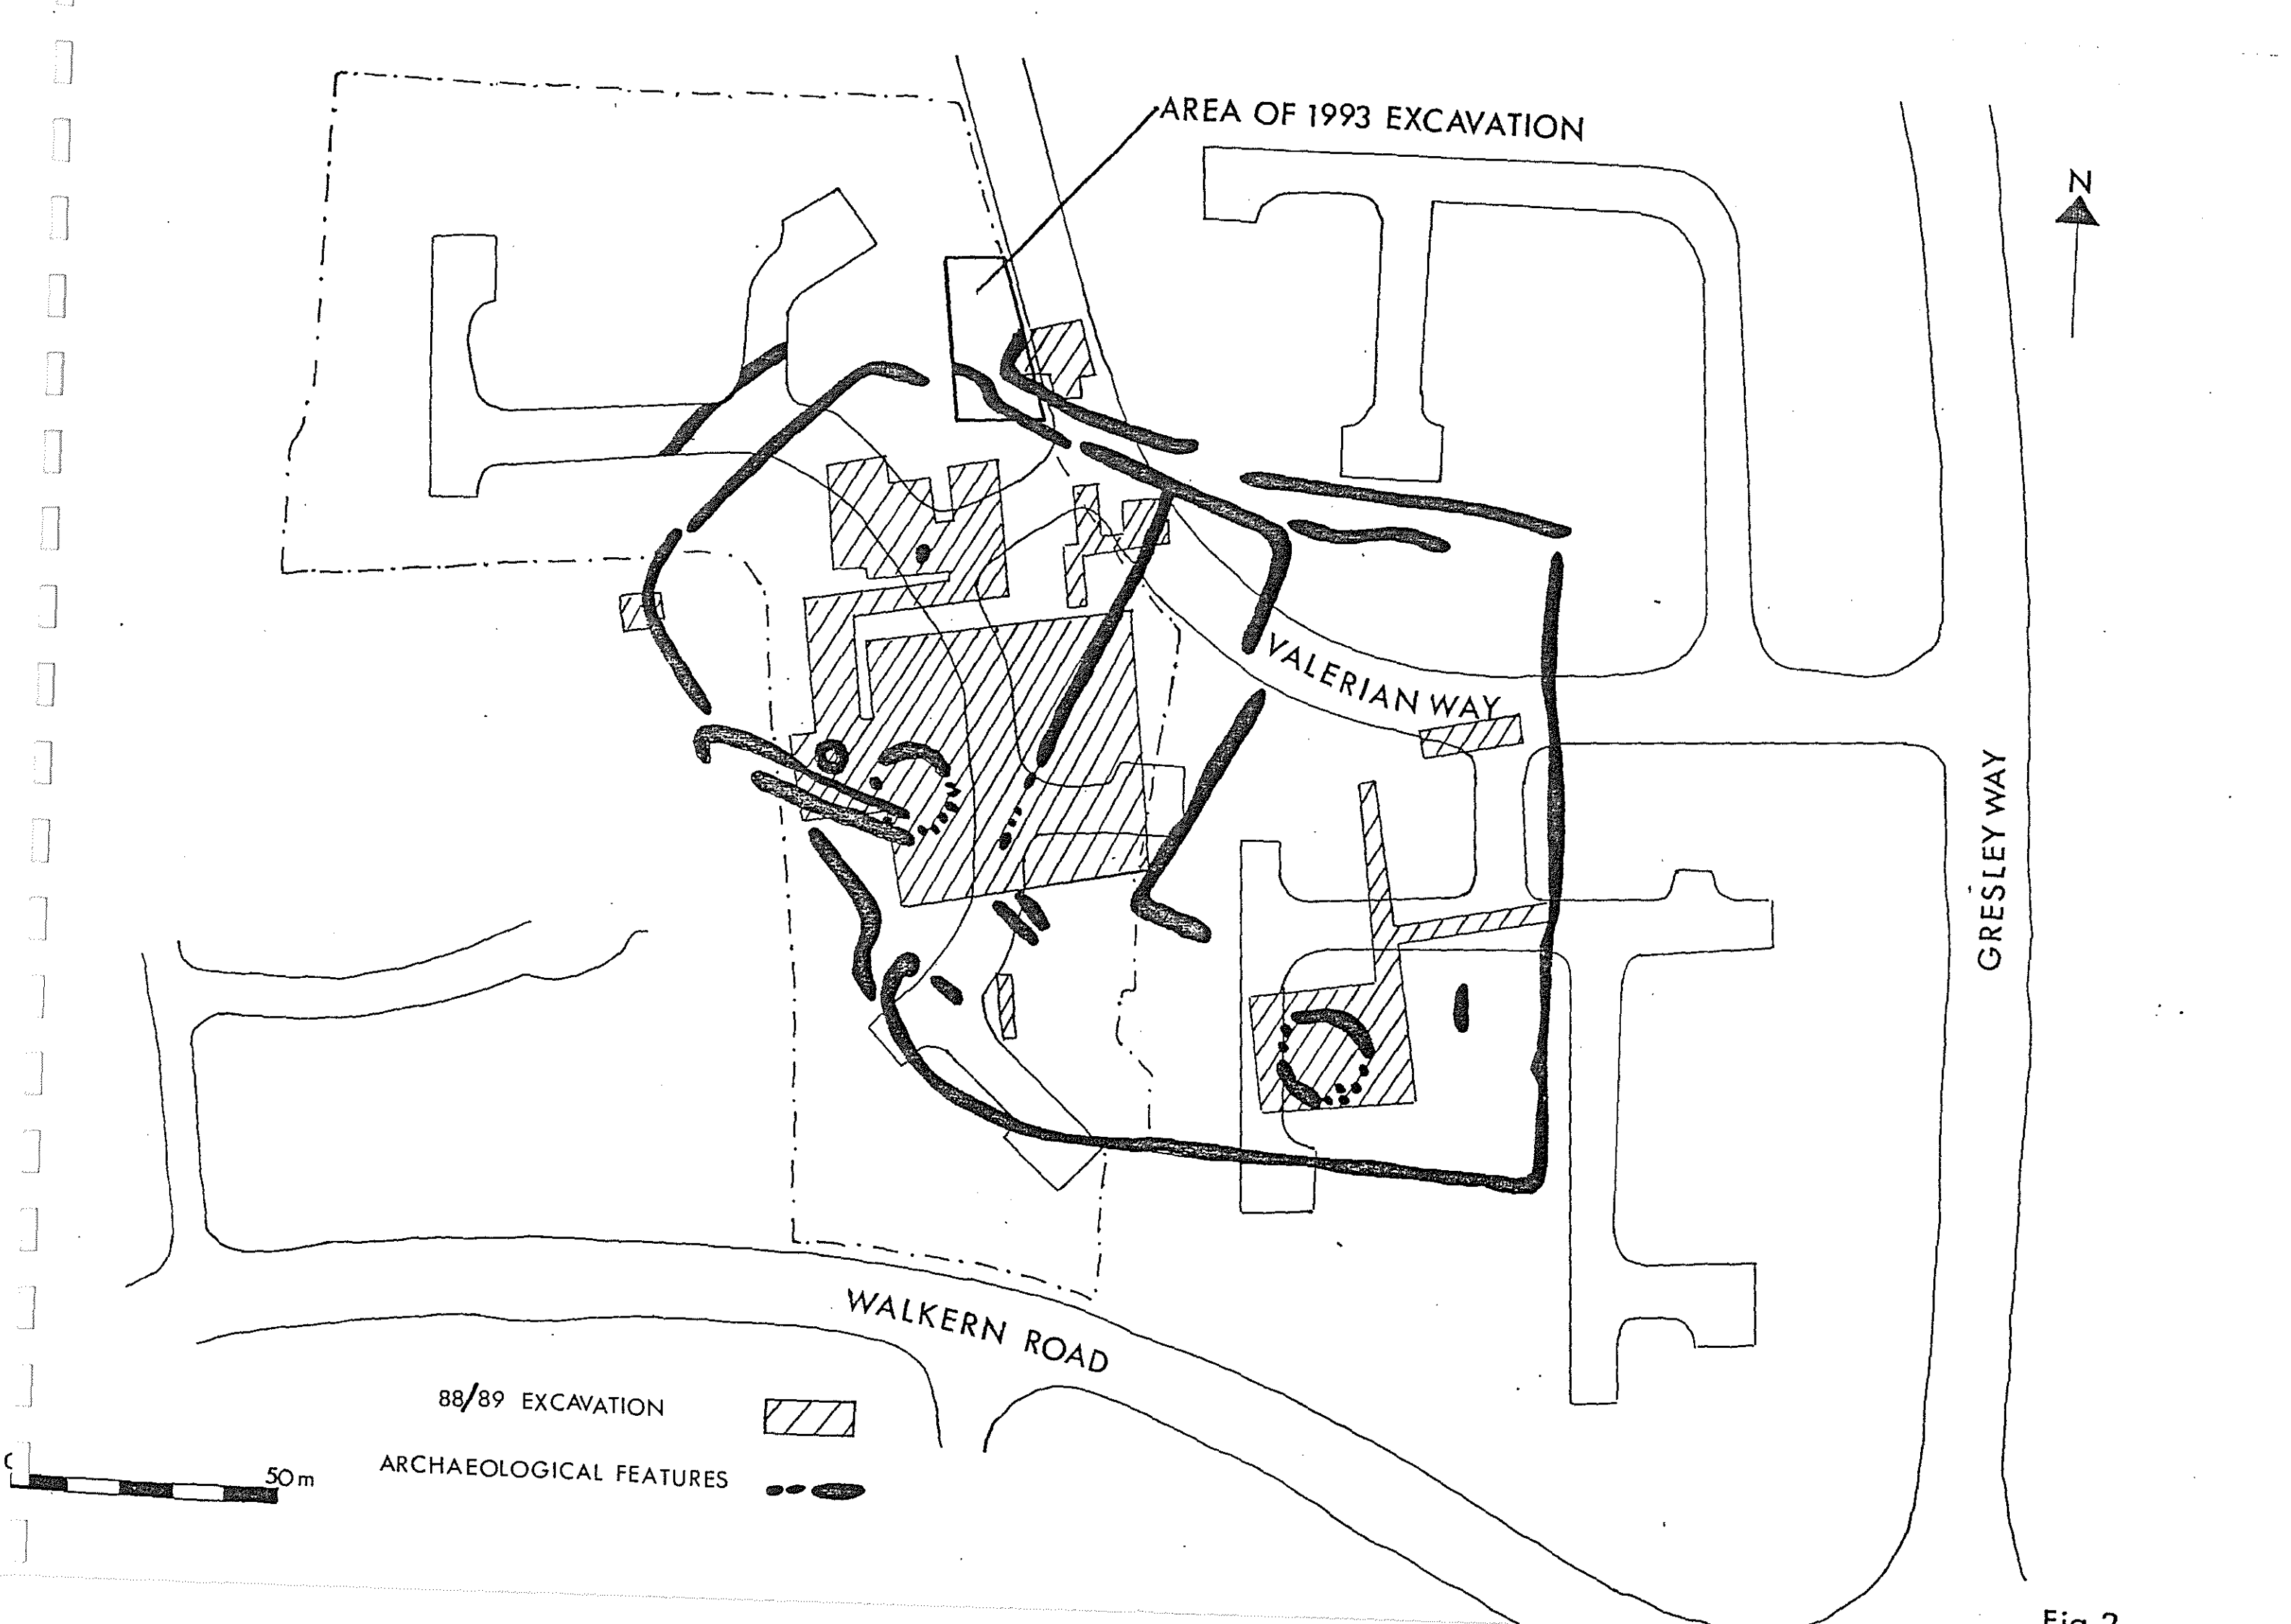 AREA OF 1993 EXCAVATION
N
VALERIAN WAY
GRESLEY WAY
WALKERN ROAD
88/89 EXCAVATION
ARCHAEOLOGICAL FEATURES
50m